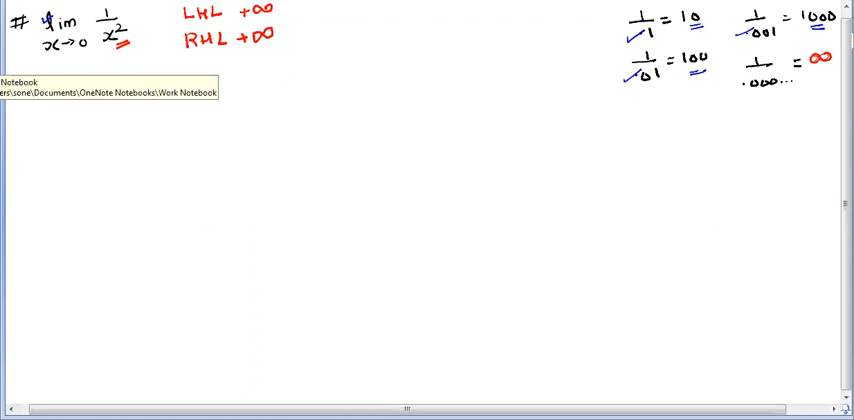 # lim 1/x² LHL +∞
x→0 RHL +∞
1/.1 = 10 1/.001 = 1000
1/.01 = 100 1/.000... = ∞
Notebook
ers\sone\Documents\OneNote Notebooks\Work Notebook